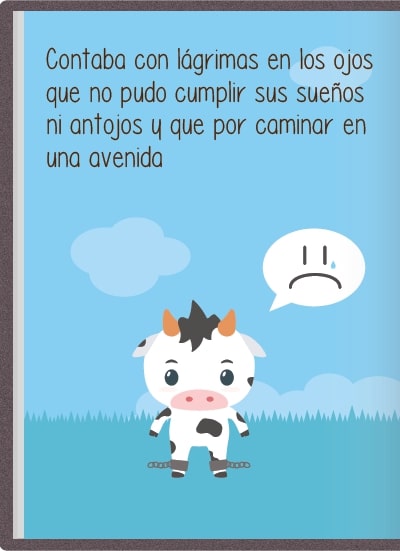 Contaba con lágrimas en los ojos
que no pudo cumplir sus sueños
ni antojos y que por caminar en
una avenida